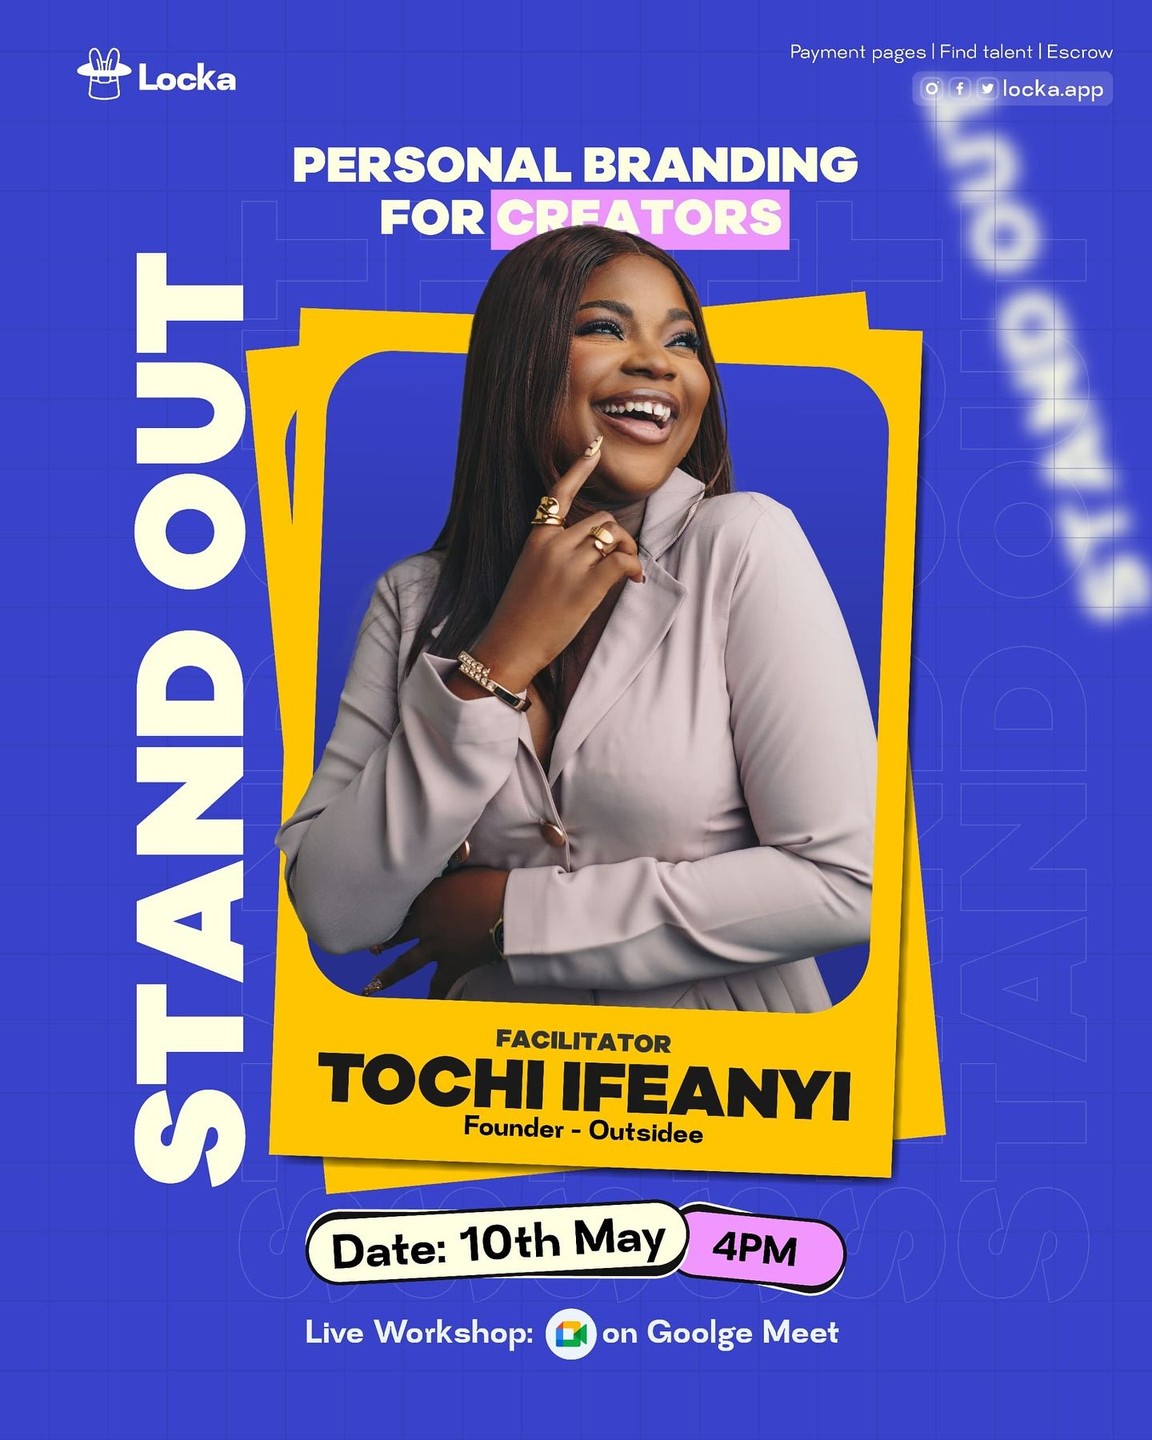 Locka
Payment pages | Find talent | Escrow
locka.app
PERSONAL BRANDING
FOR CREATORS
STAND OUT
STAND OUT
FACILITATOR
TOCHI IFEANYI
Founder - Outsidee
Date: 10th May
4PM
Live Workshop: on Goolge Meet